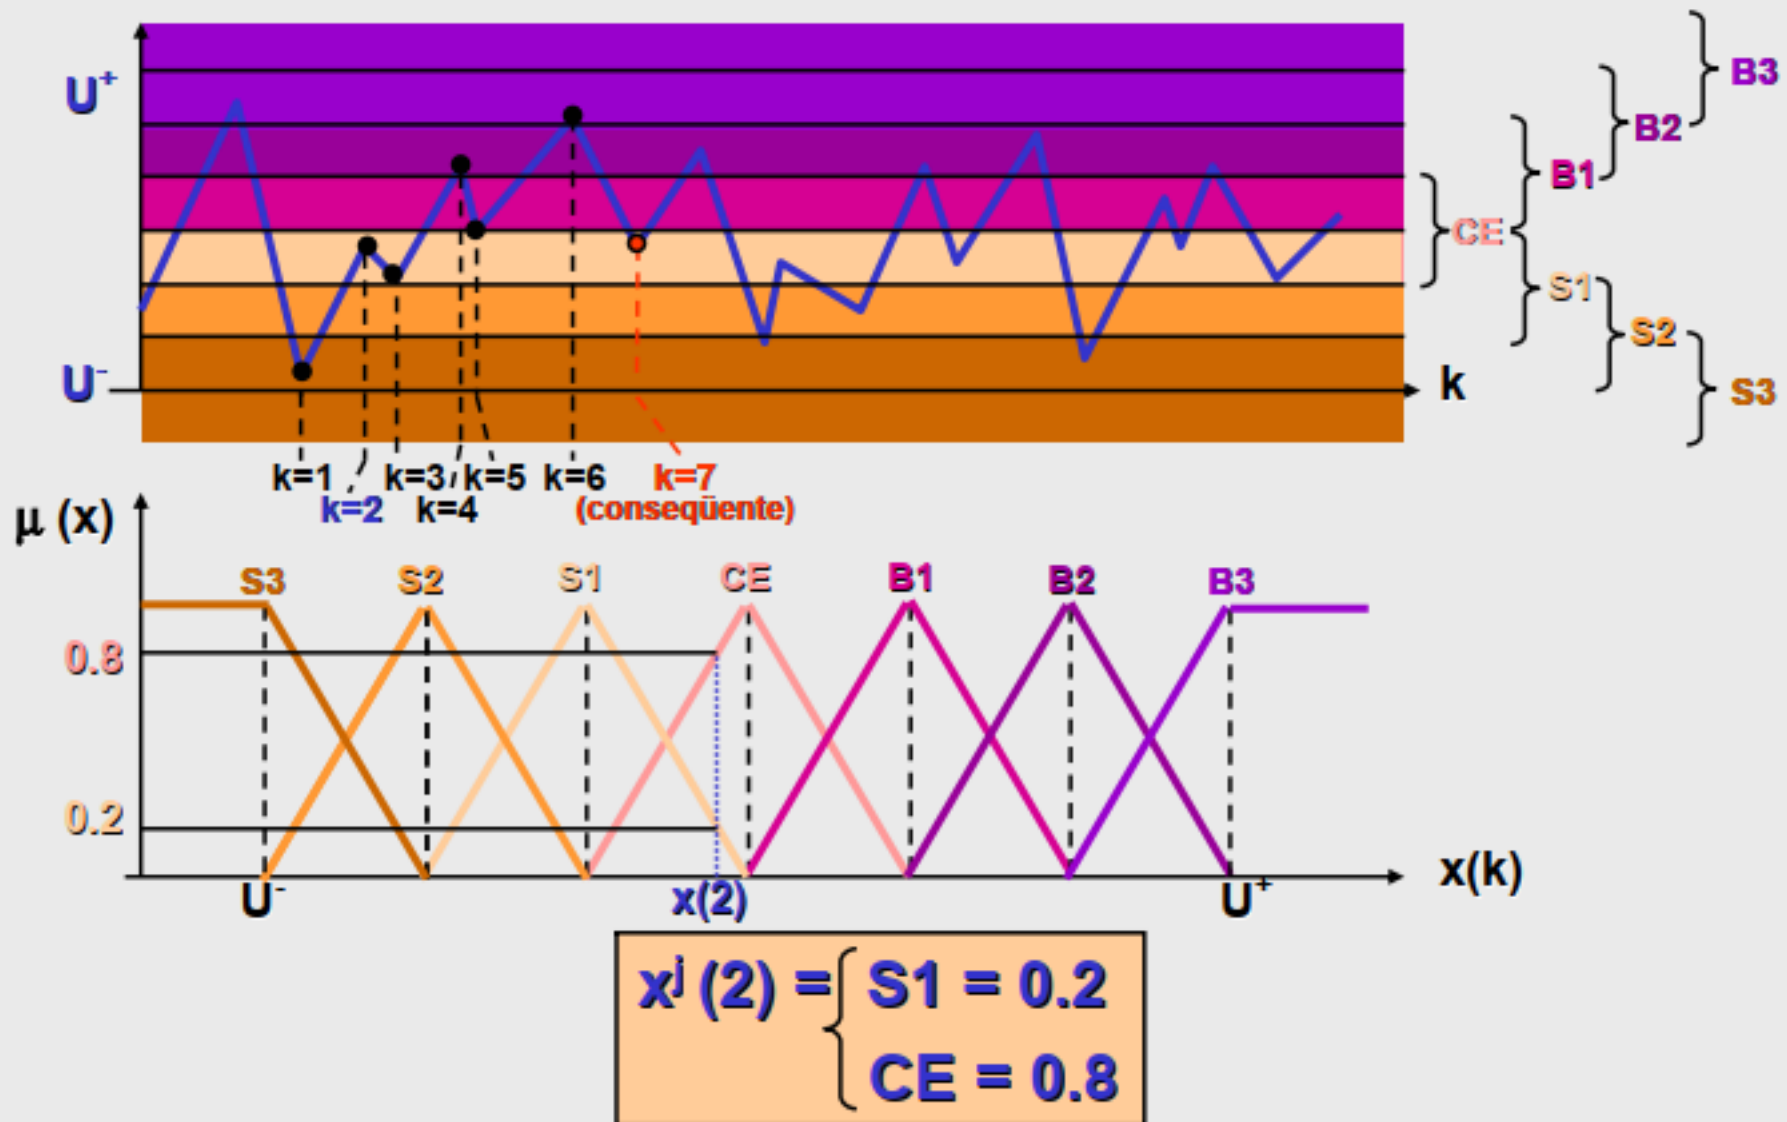 U⁺
B3
B2
B1
CE
S1
S2
S3
U⁻
k
k=1
k=2
k=3
k=4
k=5
k=6
k=7
(conseqüente)
μ (x)
S3
S2
S1
CE
B1
B2
B3
0.8
0.2
U⁻
x(2)
U⁺
x(k)
xʲ (2) = S1 = 0.2
CE = 0.8